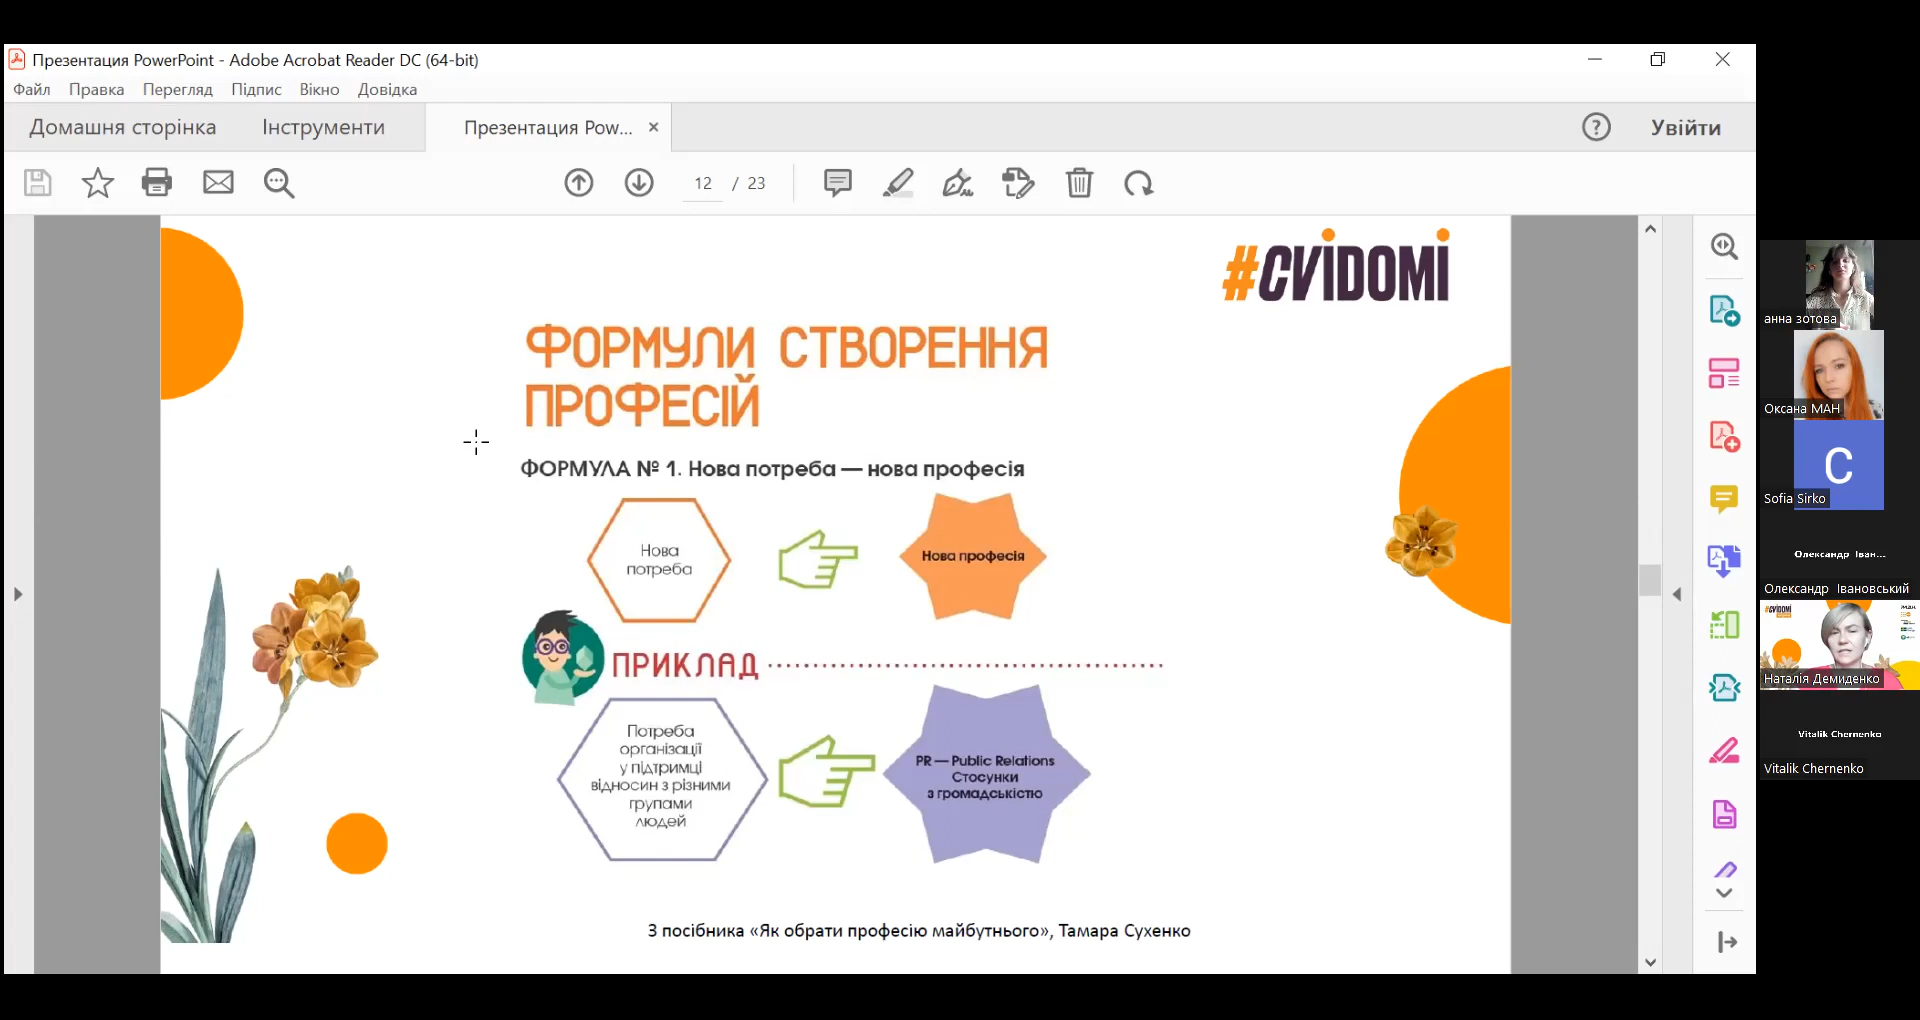 Презентация PowerPoint - Adobe Acrobat Reader DC (64-bit)
Файл Правка Перегляд Підпис Вікно Довідка
Домашня сторінка Інструменти Презентация Pow... Увійти
12 / 23
#CVIDOMI
ФОРМУЛИ СТВОРЕННЯ
ПРОФЕСІЙ
ФОРМУЛА № 1. Нова потреба — нова професія
Нова
потреба
Нова професія
ПРИКЛАД
Потреба
організації
у підтримці
відносин з різними
групами
людей
PR — Public Relations
Стосунки
з громадськістю
З посібника «Як обрати професію майбутнього», Тамара Сухенко
анна зотова
Оксана МАН
С
Sofia Sirko
Олександр Іван...
Олександр Івановський
#CVIDOMI
Наталія Демиденко
Vitalik Chernenko
Vitalik Chernenko